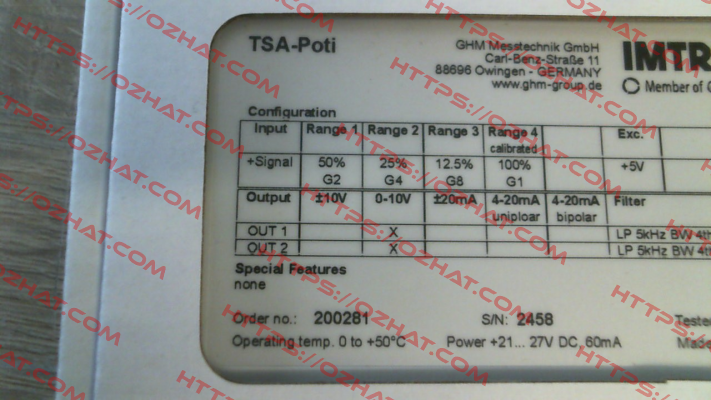 TSA-Poti
GHM Messtechnik GmbH
Carl-Benz-Straße 11
88696 Owingen - GERMANY
www.ghm-group.de
IMTR
Member of
Configuration
Input Range 1 Range 2 Range 3 Range 4 Exc.
calibrated
+Signal 50% 25% 12.5% 100% +5V
G2 G4 G8 G1
Output ±10V 0-10V ±20mA 4-20mA 4-20mA Filter
uniploar bipolar
OUT 1 X LP 5kHz BW 4th
OUT 2 X LP 5kHz BW 4th
Special Features
none
Order no.: 200281 S/N: 2458 Tested
Operating temp. 0 to +50°C Power +21... 27V DC, 60mA Made
HTTPS://OZHAT.COM